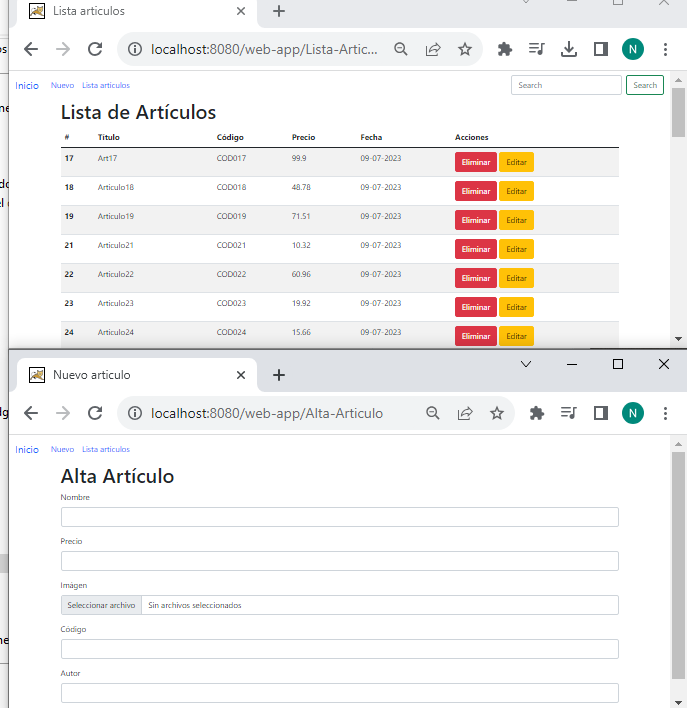 Lista articulos
localhost:8080/web-app/Lista-Artic...
N
Inicio Nuevo Lista articulos Search Search
Lista de Artículos
# Titulo Código Precio Fecha Acciones
17 Art17 COD017 99.9 09-07-2023 Eliminar Editar
18 Articulo18 COD018 48.78 09-07-2023 Eliminar Editar
19 Articulo19 COD019 71.51 09-07-2023 Eliminar Editar
21 Articulo21 COD021 10.32 09-07-2023 Eliminar Editar
22 Articulo22 COD022 60.96 09-07-2023 Eliminar Editar
23 Articulo23 COD023 19.92 09-07-2023 Eliminar Editar
24 Articulo24 COD024 15.66 09-07-2023 Eliminar Editar
Nuevo articulo
localhost:8080/web-app/Alta-Articulo
N
Inicio Nuevo Lista articulos
Alta Artículo
Nombre
Precio
Imágen
Seleccionar archivo Sin archivos seleccionados
Código
Autor